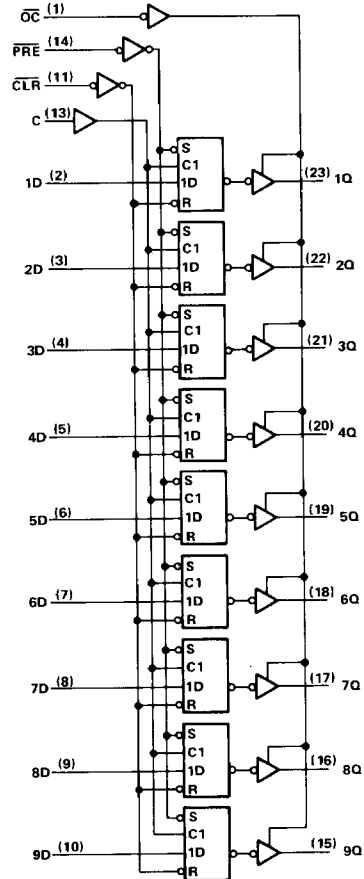 OC (1)
PRE (14)
CLR (11)
C (13)
S
C1
1D (2) 1D (23) 1Q
R
S
C1
2D (3) 1D (22) 2Q
R
S
C1
3D (4) 1D (21) 3Q
R
S
C1
4D (5) 1D (20) 4Q
R
S
C1
5D (6) 1D (19) 5Q
R
S
C1
6D (7) 1D (18) 6Q
R
S
C1
7D (8) 1D (17) 7Q
R
S
C1
8D (9) 1D (16) 8Q
R
S
C1
9D (10) 1D (15) 9Q
R